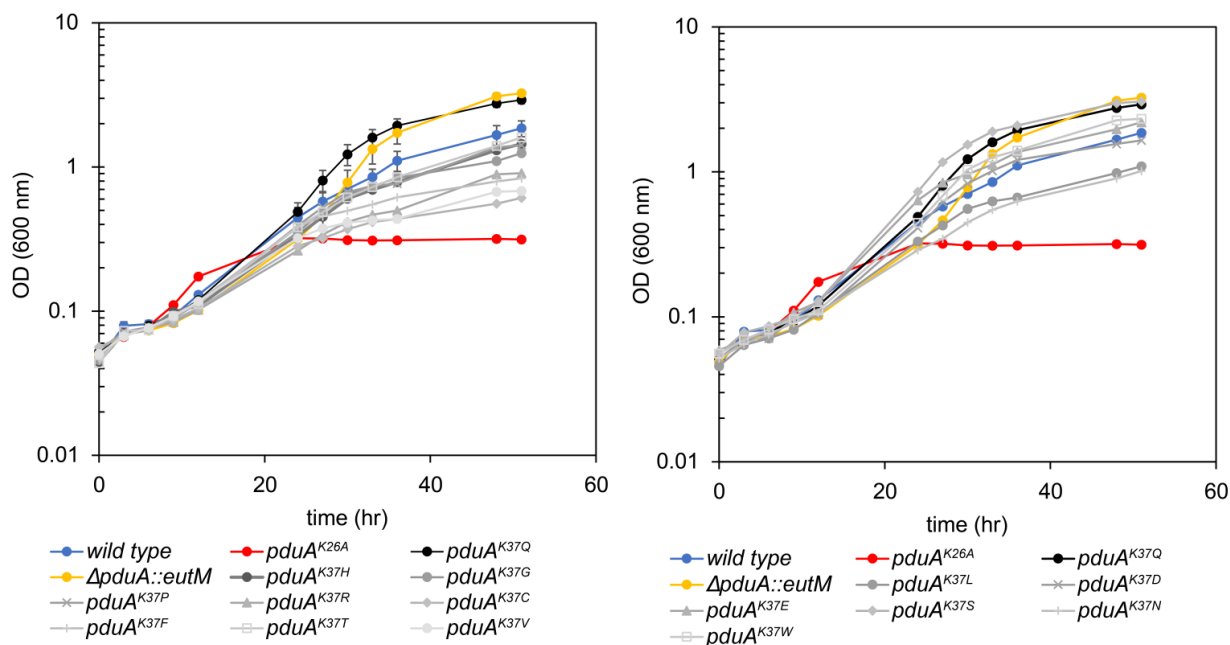 10
1
0.1
0.01
OD (600 nm)
0 20 40 60
time (hr)
wild type pduA^K26A pduA^K37Q
ΔpduA::eutM pduA^K37H pduA^K37G
pduA^K37P pduA^K37R pduA^K37C
pduA^K37F pduA^K37T pduA^K37V
10
1
0.1
0.01
OD (600 nm)
0 20 40 60
time (hr)
wild type pduA^K26A pduA^K37Q
ΔpduA::eutM pduA^K37L pduA^K37D
pduA^K37E pduA^K37S pduA^K37N
pduA^K37W